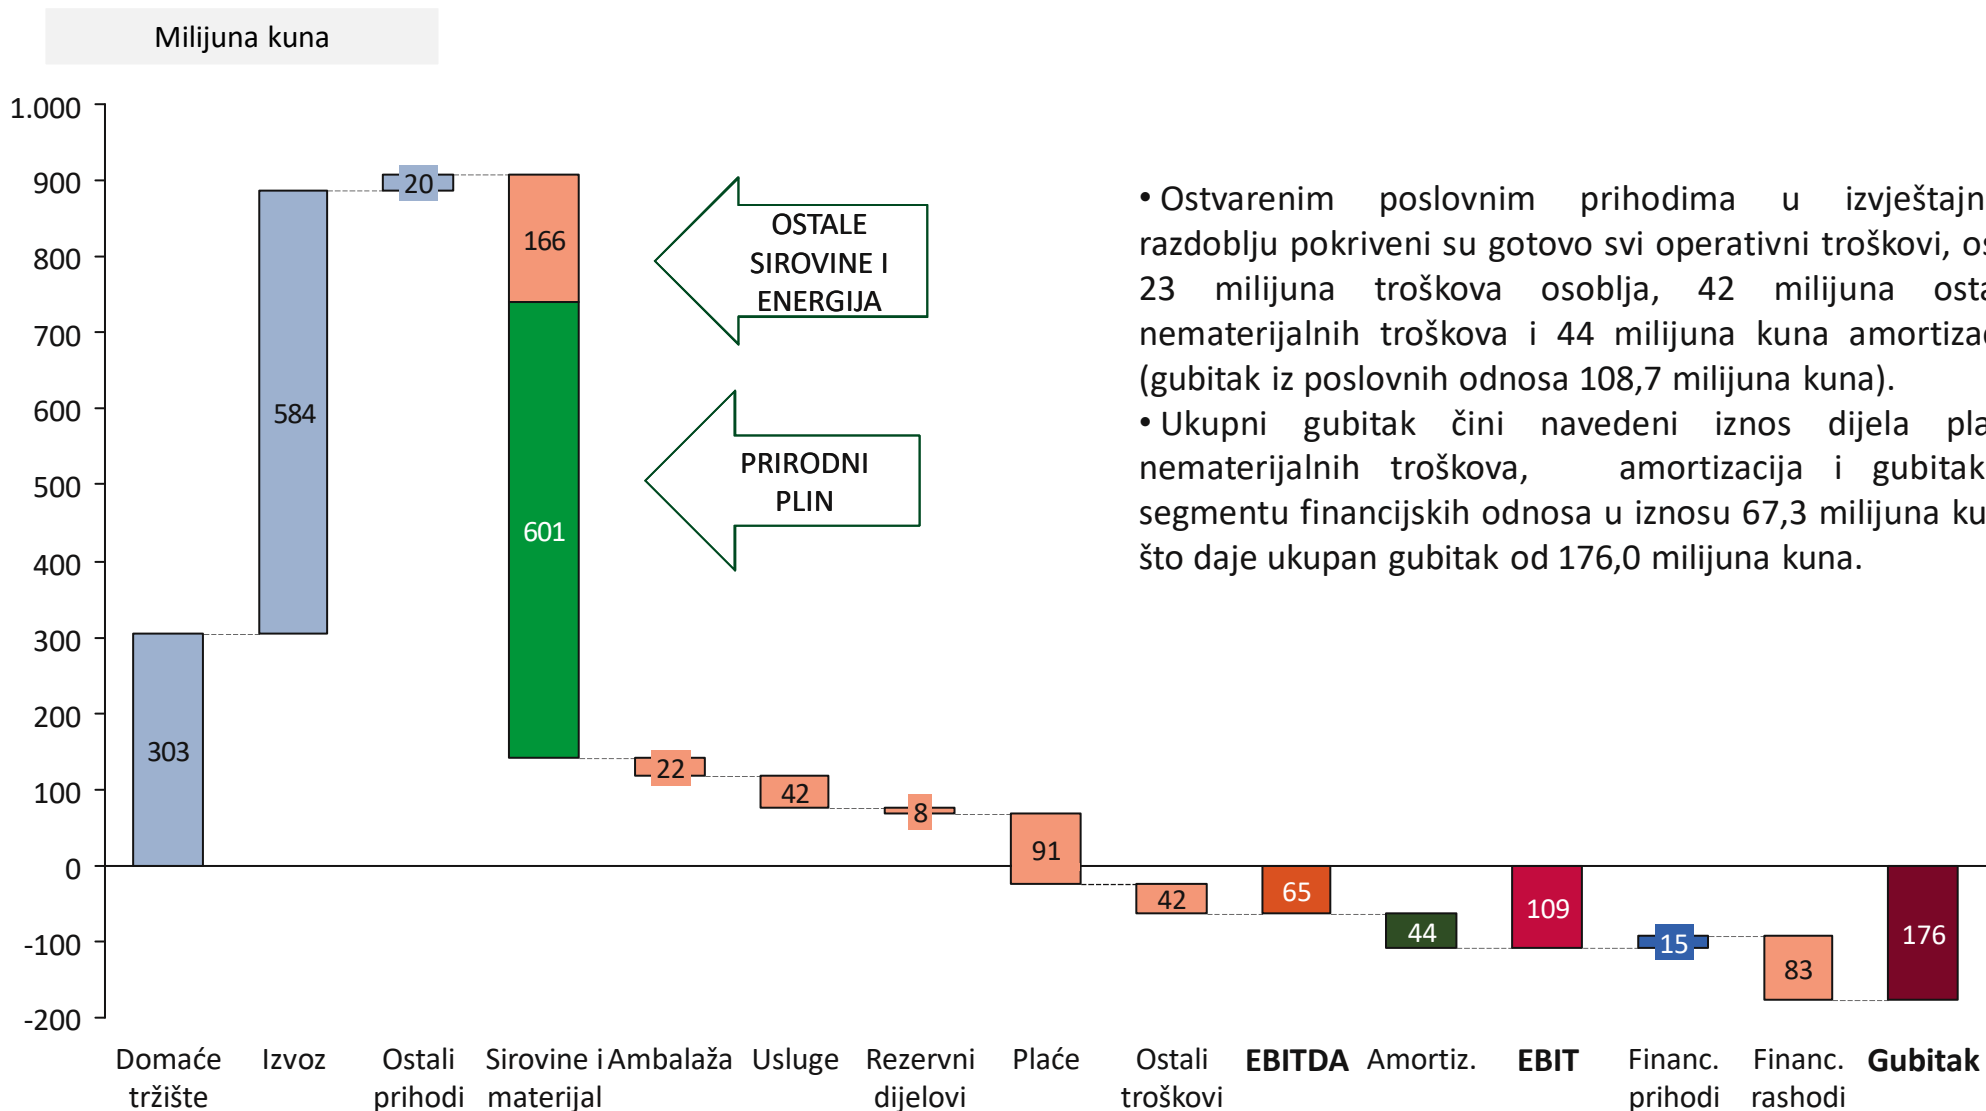 Milijuna kuna
1.000
900
800
700
600
500
400
300
200
100
0
-100
-200
303
584
20
166
601
22
42
8
91
42
65
44
109
15
83
176
OSTALE
SIROVINE I
ENERGIJA
PRIRODNI
PLIN
• Ostvarenim poslovnim prihodima u
razdoblju pokriveni su gotovo svi operativni troškovi,
23 milijuna troškova osoblja, 42 milijuna
nematerijalnih troškova i 44 milijuna kuna
(gubitak iz poslovnih odnosa 108,7 milijuna kuna).
• Ukupni gubitak čini navedeni iznos dijela
nematerijalnih troškova, amortizacija i gubitak
segmentu financijskih odnosa u iznosu 67,3 milijuna
što daje ukupan gubitak od 176,0 milijuna kuna.
Domaće
tržište
Izvoz
Ostali
prihodi
Sirovine i
materijal
Ambalaža
Usluge
Rezervni
dijelovi
Plaće
Ostali
troškovi
EBITDA
Amortiz.
EBIT
Financ.
prihodi
Financ.
rashodi
Gubitak